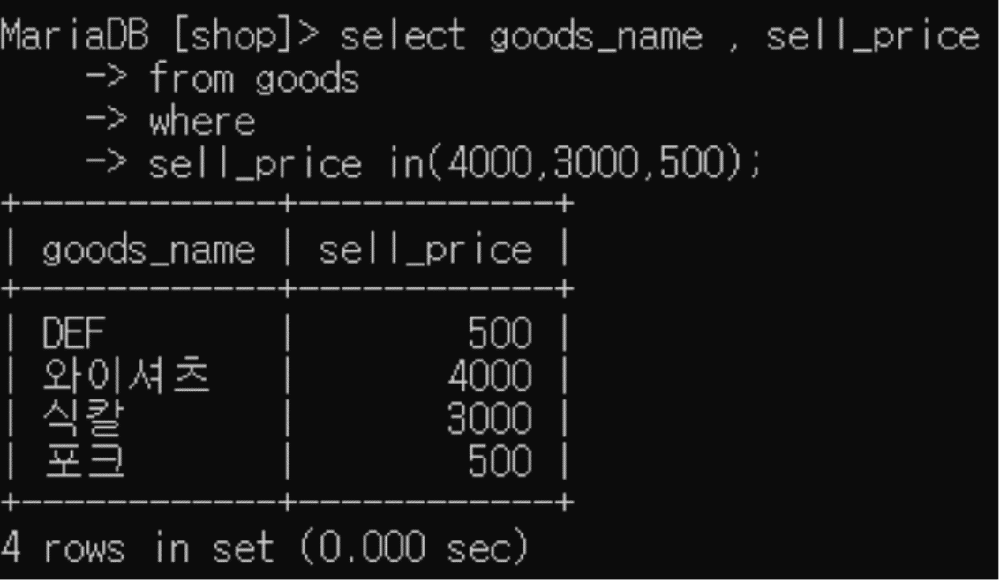 MariaDB [shop]> select goods_name , sell_price
    -> from goods
    -> where
    -> sell_price in(4000,3000,500);
+------------+------------+
| goods_name | sell_price |
+------------+------------+
| DEF        |        500 |
| 와이셔츠   |       4000 |
| 식칼       |       3000 |
| 포크       |        500 |
+------------+------------+
4 rows in set (0.000 sec)